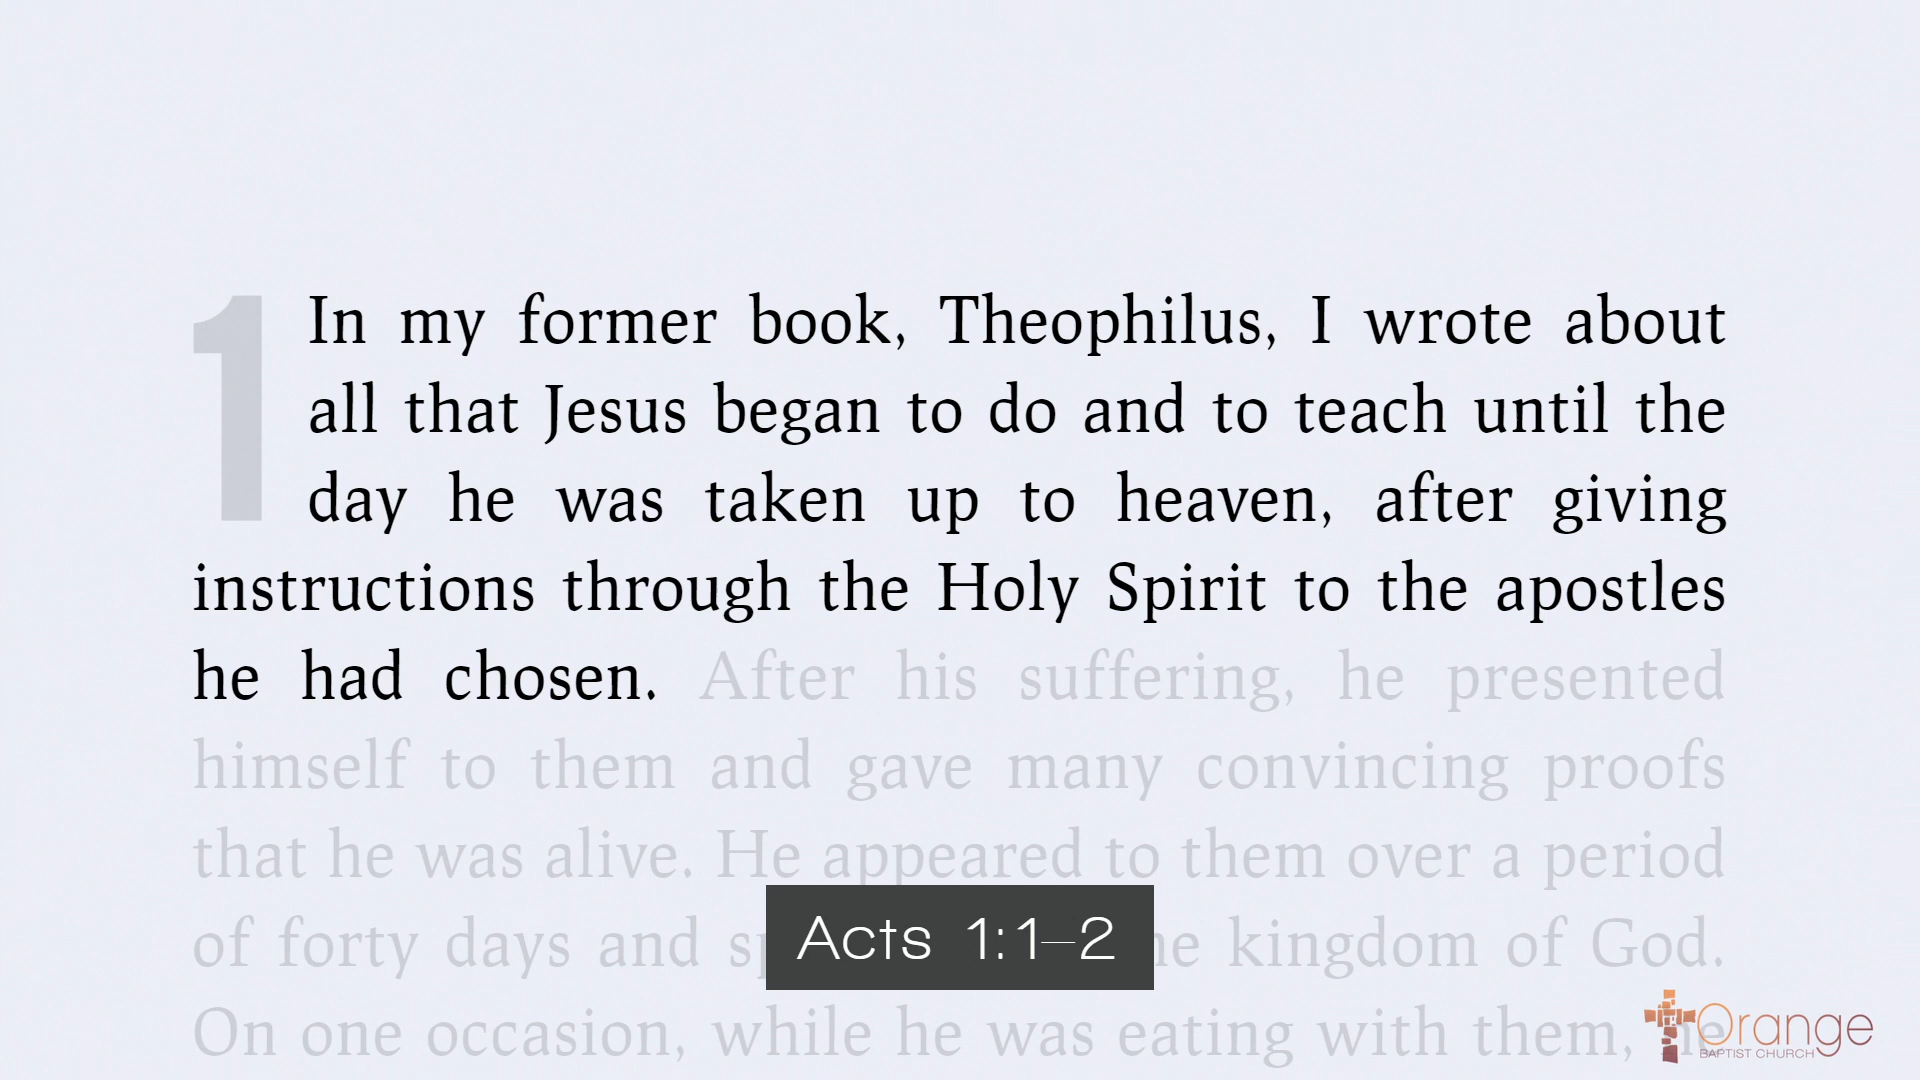 1
In my former book, Theophilus, I wrote about
all that Jesus began to do and to teach until the
day he was taken up to heaven, after giving
instructions through the Holy Spirit to the apostles
he had chosen. After his suffering, he presented
himself to them and gave many convincing proofs
that he was alive. He appeared to them over a period
of forty days and kingdom of God.
Acts 1:1–2
On one occasion, while he was eating with them, he
Orange
BAPTIST CHURCH